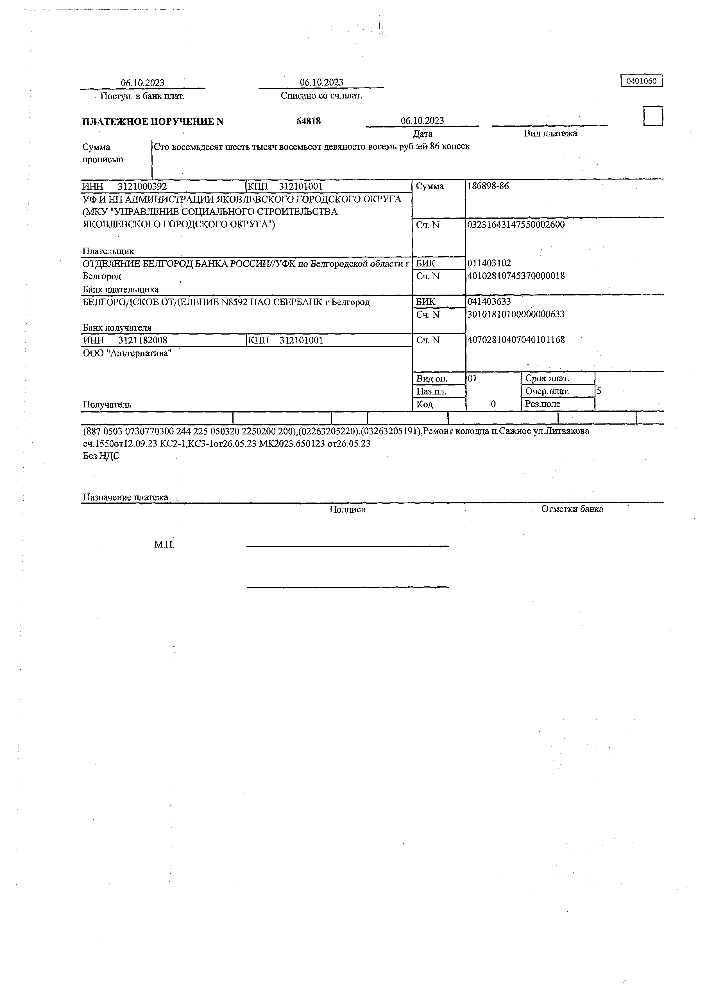 06.10.2023 06.10.2023 0401060
Поступ. в банк плат. Списано со сч.плат.
ПЛАТЕЖНОЕ ПОРУЧЕНИЕ N 64818 06.10.2023
Дата Вид платежа
Сумма Сто восемьдесят шесть тысяч восемьсот девяносто восемь рублей 86 копеек
прописью
ИНН 3121000392 КПП 312101001 Сумма 186898-86
УФ И НП АДМИНИСТРАЦИИ ЯКОВЛЕВСКОГО ГОРОДСКОГО ОКРУГА
(МКУ "УПРАВЛЕНИЕ СОЦИАЛЬНОГО СТРОИТЕЛЬСТВА
ЯКОВЛЕВСКОГО ГОРОДСКОГО ОКРУГА") Сч. N 03231643147550002600
Плательщик
ОТДЕЛЕНИЕ БЕЛГОРОД БАНКА РОССИИ//УФК по Белгородской области г БИК 011403102
Белгород Сч. N 40102810745370000018
Банк плательщика
БЕЛГОРОДСКОЕ ОТДЕЛЕНИЕ N8592 ПАО СБЕРБАНК г Белгород БИК 041403633
Сч. N 30101810100000000633
Банк получателя
ИНН 3121182008 КПП 312101001 Сч. N 40702810407040101168
ООО "Альтернатива"
Вид оп. 01 Срок плат.
Наз.пл. Очер.плат. 5
Получатель Код 0 Рез.поле
(887 0503 0730770300 244 225 050320 2250200 200),(02263205220).(03263205191),Ремонт колодца п.Сажное ул.Литвякова
сч.1550от12.09.23 КС2-1,КС3-1от26.05.23 МК2023.650123 от26.05.23
Без НДС
Назначение платежа
Подписи Отметки банка
М.П.